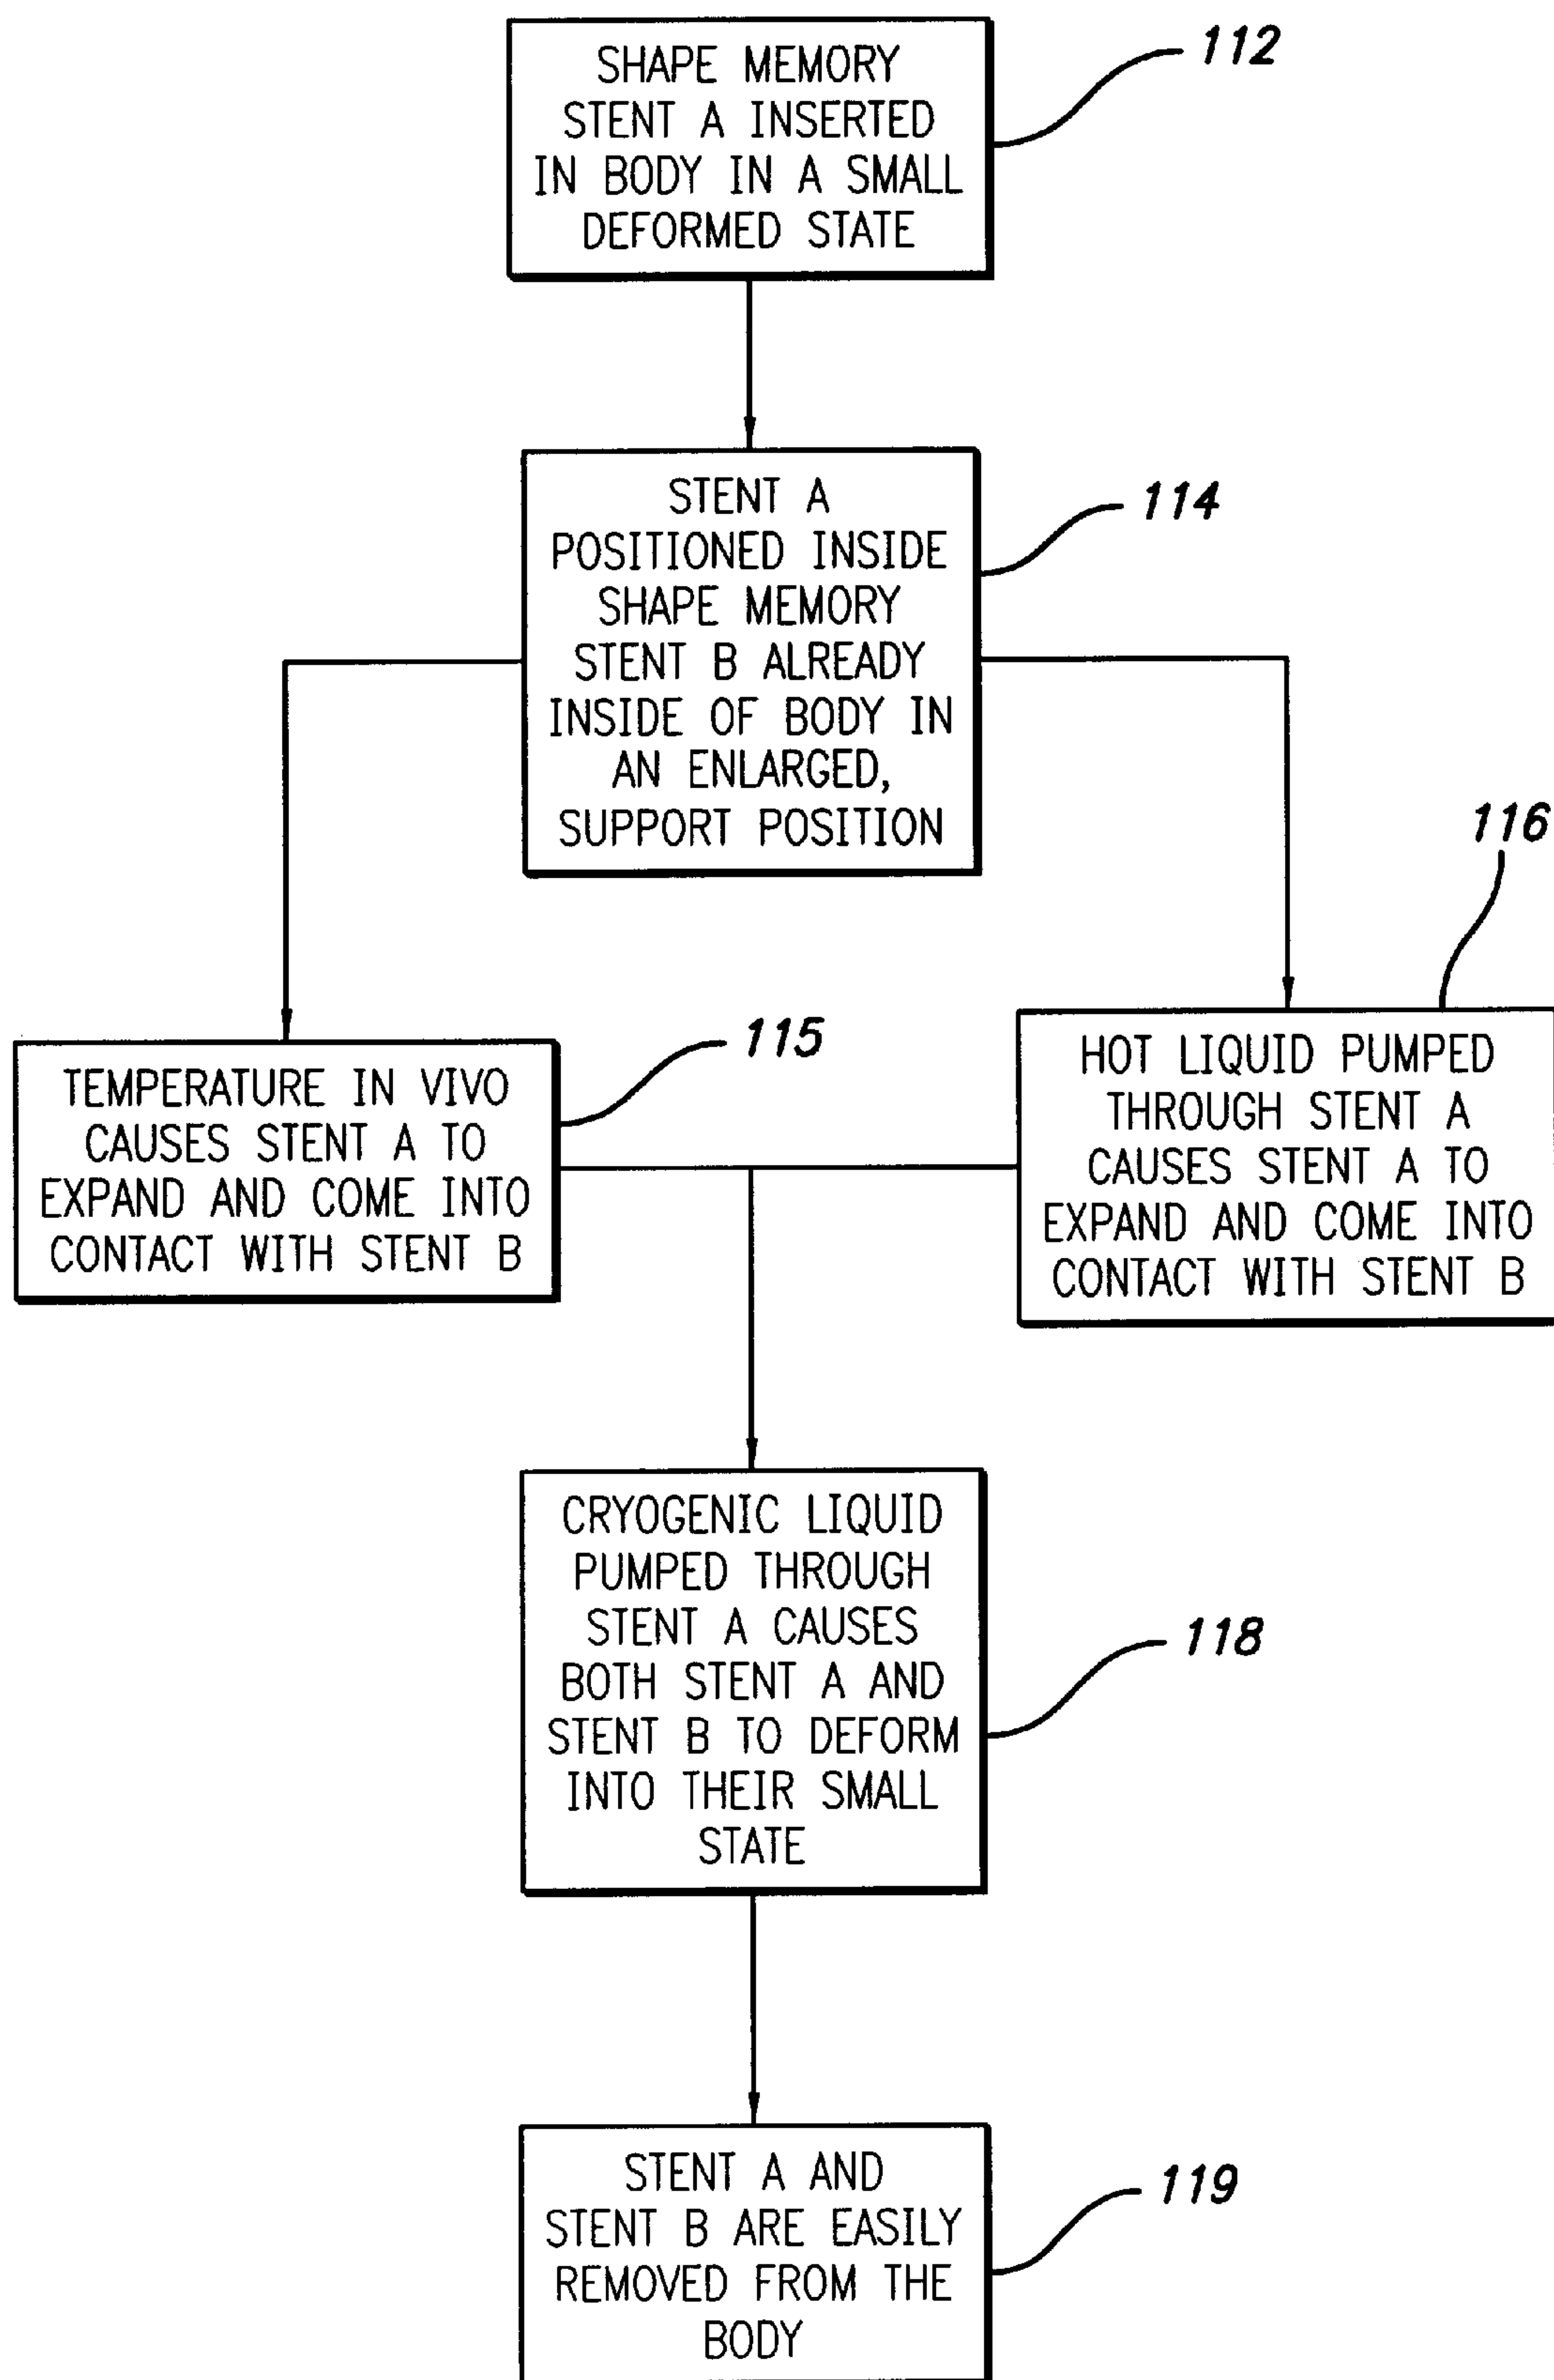 SHAPE MEMORY
STENT A INSERTED
IN BODY IN A SMALL
DEFORMED STATE
112
STENT A
POSITIONED INSIDE
SHAPE MEMORY
STENT B ALREADY
INSIDE OF BODY IN
AN ENLARGED,
SUPPORT POSITION
114
TEMPERATURE IN VIVO
CAUSES STENT A TO
EXPAND AND COME INTO
CONTACT WITH STENT B
115
116
HOT LIQUID PUMPED
THROUGH STENT A
CAUSES STENT A TO
EXPAND AND COME INTO
CONTACT WITH STENT B
CRYOGENIC LIQUID
PUMPED THROUGH
STENT A CAUSES
BOTH STENT A AND
STENT B TO DEFORM
INTO THEIR SMALL
STATE
118
STENT A AND
STENT B ARE EASILY
REMOVED FROM THE
BODY
119